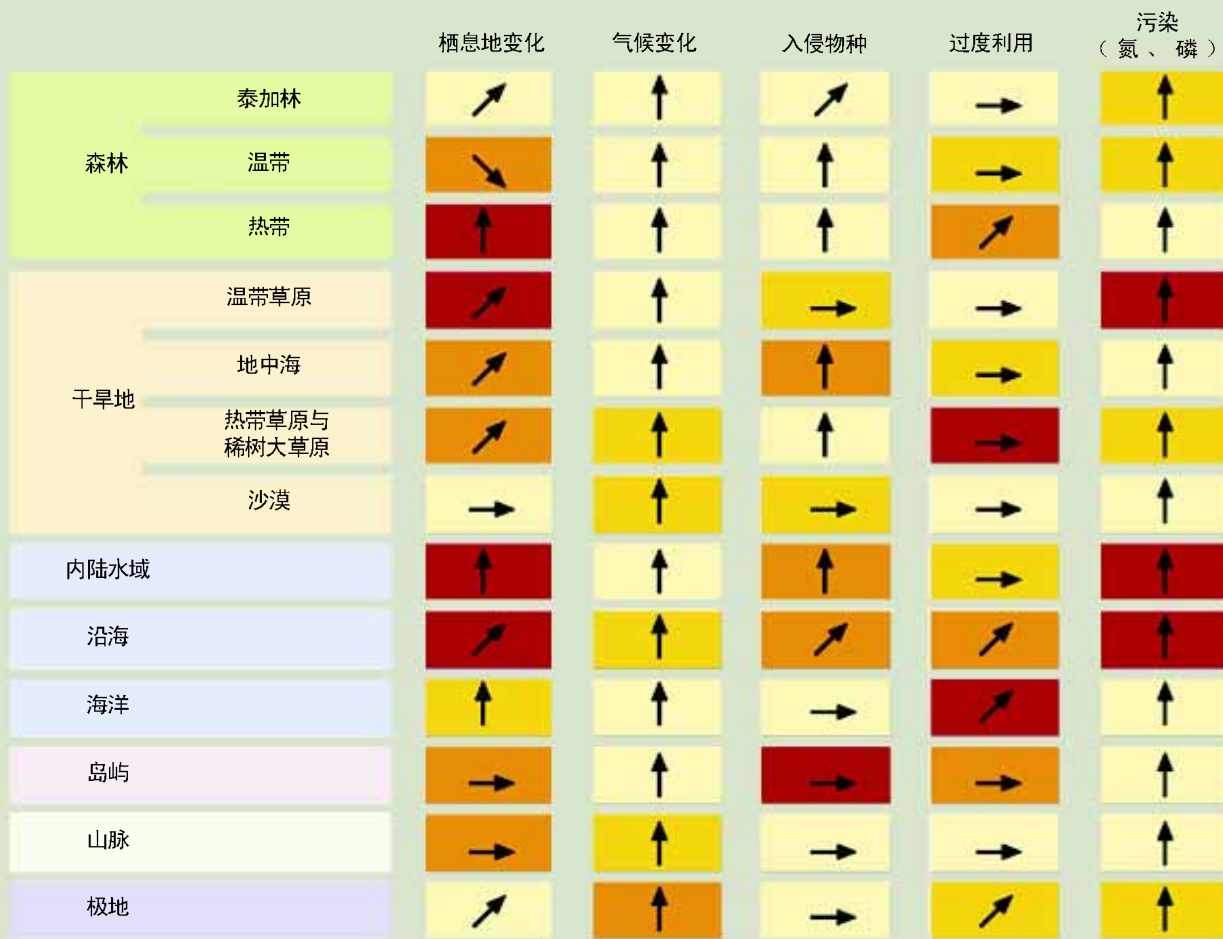 栖息地变化
气候变化
入侵物种
过度利用
污染
（氮、磷）
泰加林
森林
温带
热带
温带草原
地中海
干旱地
热带草原与
稀树大草原
沙漠
内陆水域
沿海
海洋
岛屿
山脉
极地